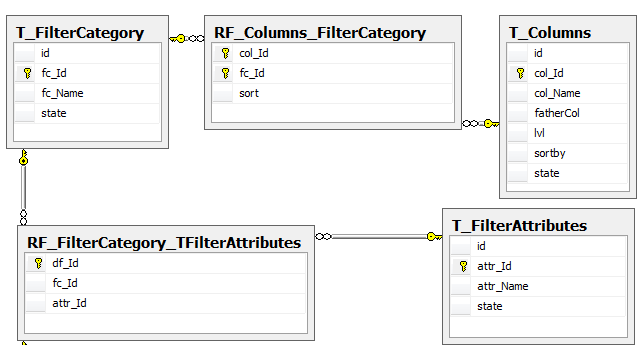 T_FilterCategory
id
fc_Id
fc_Name
state
RF_Columns_FilterCategory
col_Id
fc_Id
sort
T_Columns
id
col_Id
col_Name
fatherCol
lvl
sortby
state
RF_FilterCategory_TFilterAttributes
df_Id
fc_Id
attr_Id
T_FilterAttributes
id
attr_Id
attr_Name
state